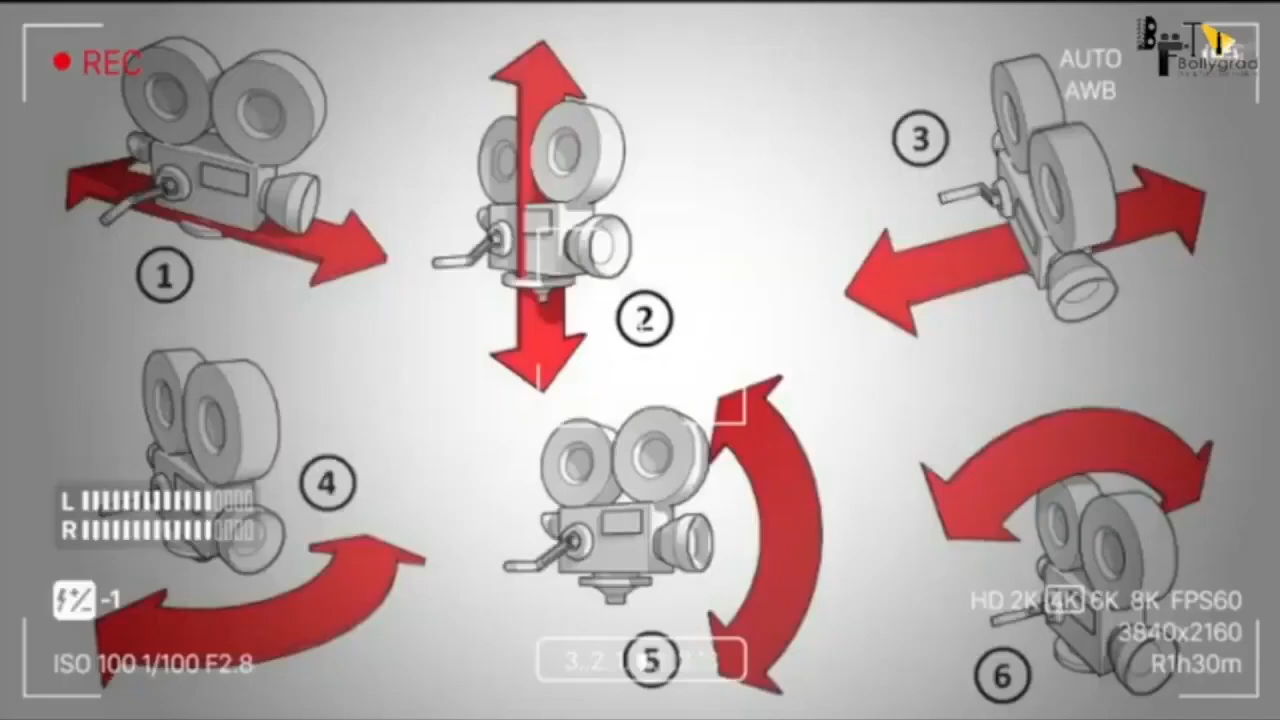 REC
AUTO
AWB
Bollygrad
1
2
3
4
5
6
L
R
-1
ISO 100 1/100 F2.8
HD 2K 4K 6K 8K FPS60
3840x2160
R1h30m